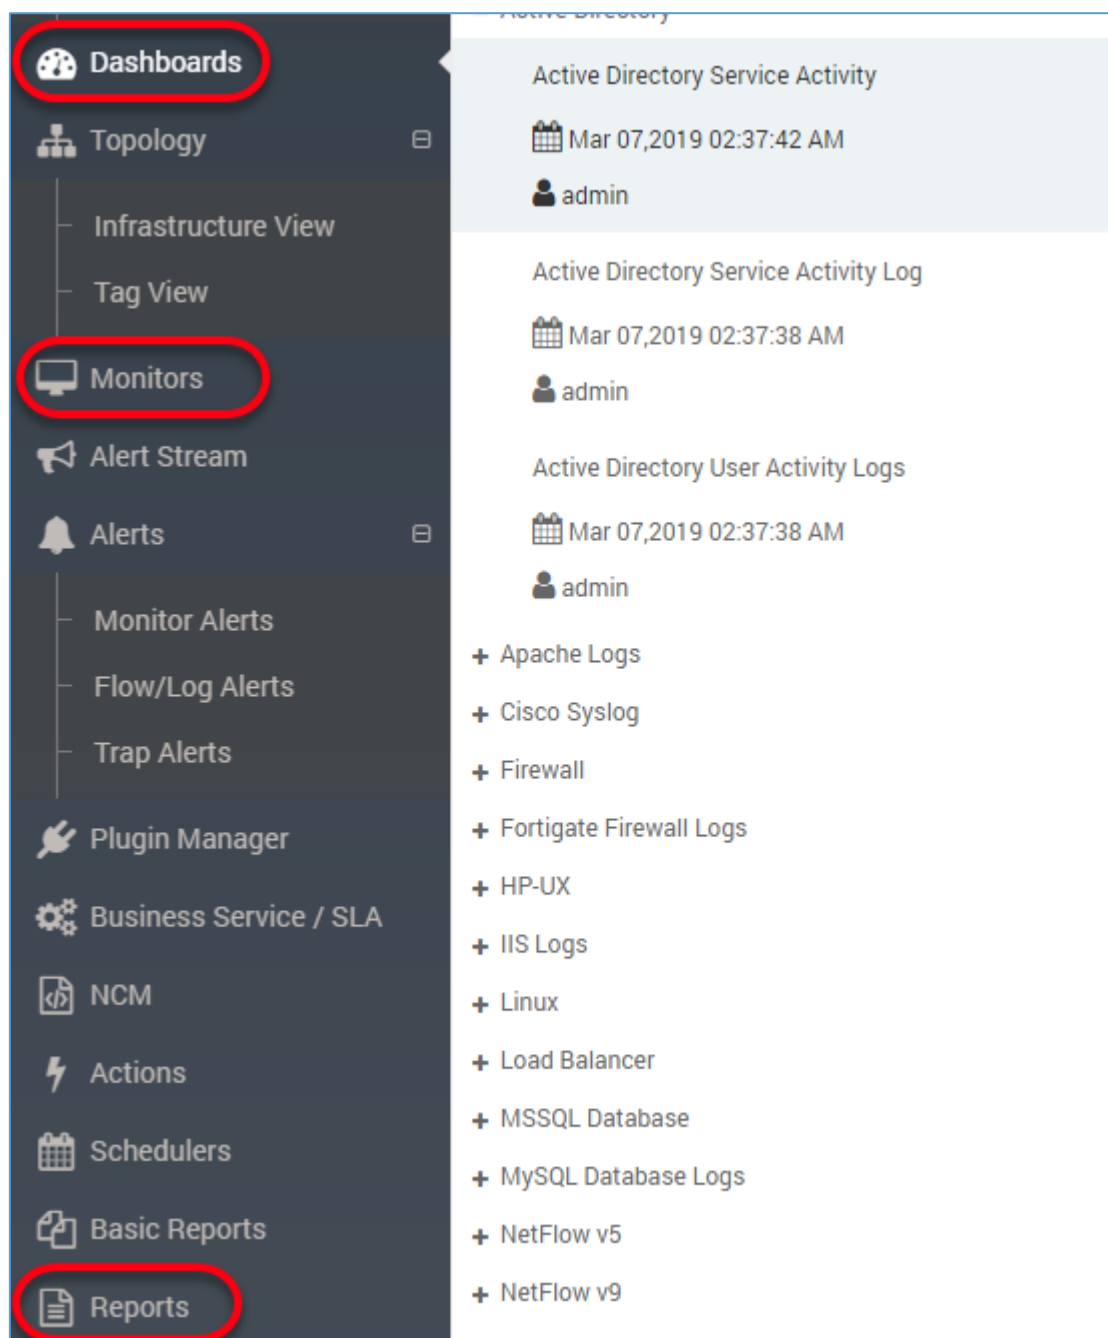 Dashboards
Topology
Infrastructure View
Tag View
Monitors
Alert Stream
Alerts
Monitor Alerts
Flow/Log Alerts
Trap Alerts
Plugin Manager
Business Service / SLA
NCM
Actions
Schedulers
Basic Reports
Reports
Active Directory
Active Directory Service Activity
Mar 07,2019 02:37:42 AM
admin
Active Directory Service Activity Log
Mar 07,2019 02:37:38 AM
admin
Active Directory User Activity Logs
Mar 07,2019 02:37:38 AM
admin
+ Apache Logs
+ Cisco Syslog
+ Firewall
+ Fortigate Firewall Logs
+ HP-UX
+ IIS Logs
+ Linux
+ Load Balancer
+ MSSQL Database
+ MySQL Database Logs
+ NetFlow v5
+ NetFlow v9